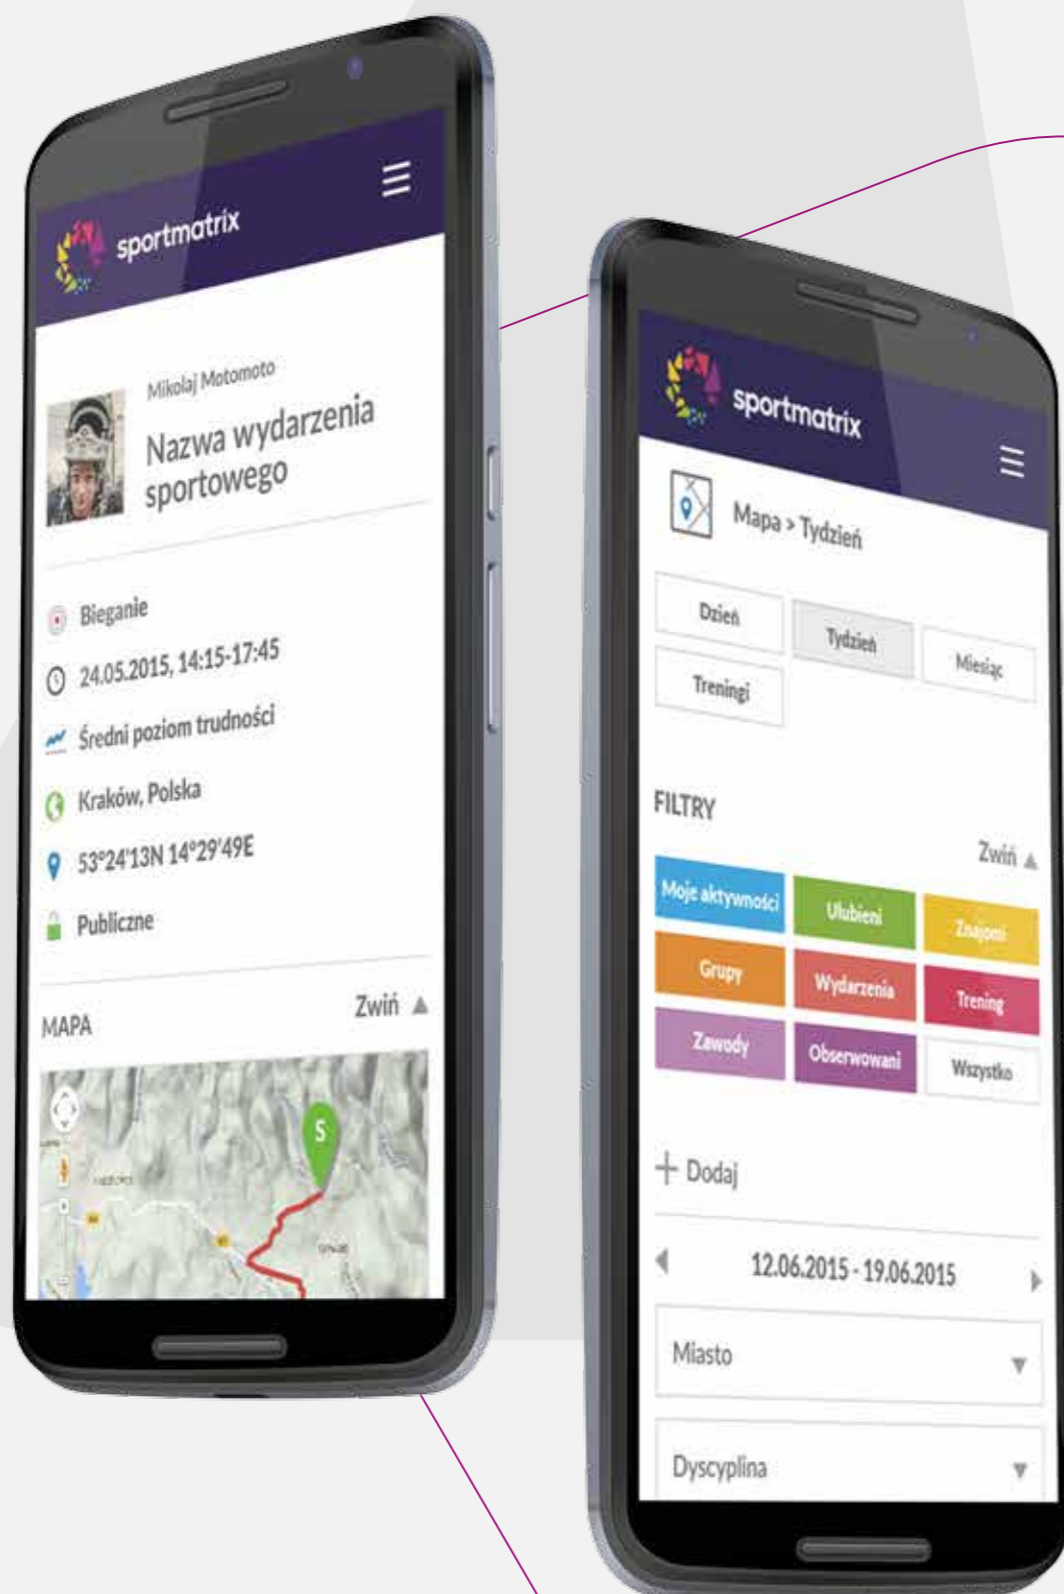 sportmatrix
Mikolaj Motomoto
Nazwa wydarzenia
sportowego
Bieganie
24.05.2015, 14:15-17:45
Średni poziom trudności
Kraków, Polska
53°24'13N 14°29'49E
Publiczne
MAPA
Zwiń
S
sportmatrix
Mapa > Tydzień
Dzień
Tydzień
Miesiąc
Treningi
FILTRY
Zwiń
Moje aktywności
Ulubieni
Znajomi
Grupy
Wydarzenia
Trening
Zawody
Obserwowani
Wszystko
+ Dodaj
12.06.2015 - 19.06.2015
Miasto
Dyscyplina